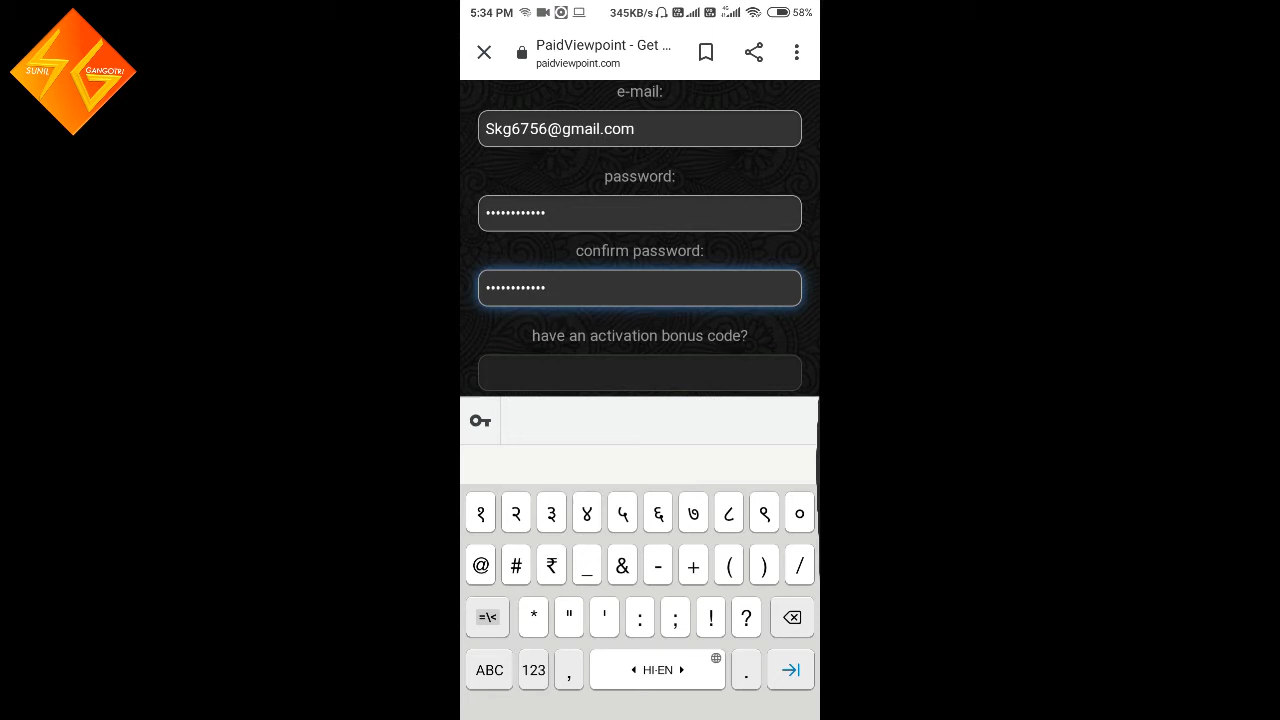 SUNIL
GANGOTRI
5:34 PM 345KB/s 4G 58%
PaidViewpoint - Get ...
paidviewpoint.com
e-mail:
Skg6756@gmail.com
password:
••••••••••••
confirm password:
••••••••••••
have an activation bonus code?
१ २ ३ ४ ५ ६ ७ ८ ९ ०
@ # ₹ _ & - + ( ) /
=\< * " ' : ; ! ?
ABC 123 , HI-EN .